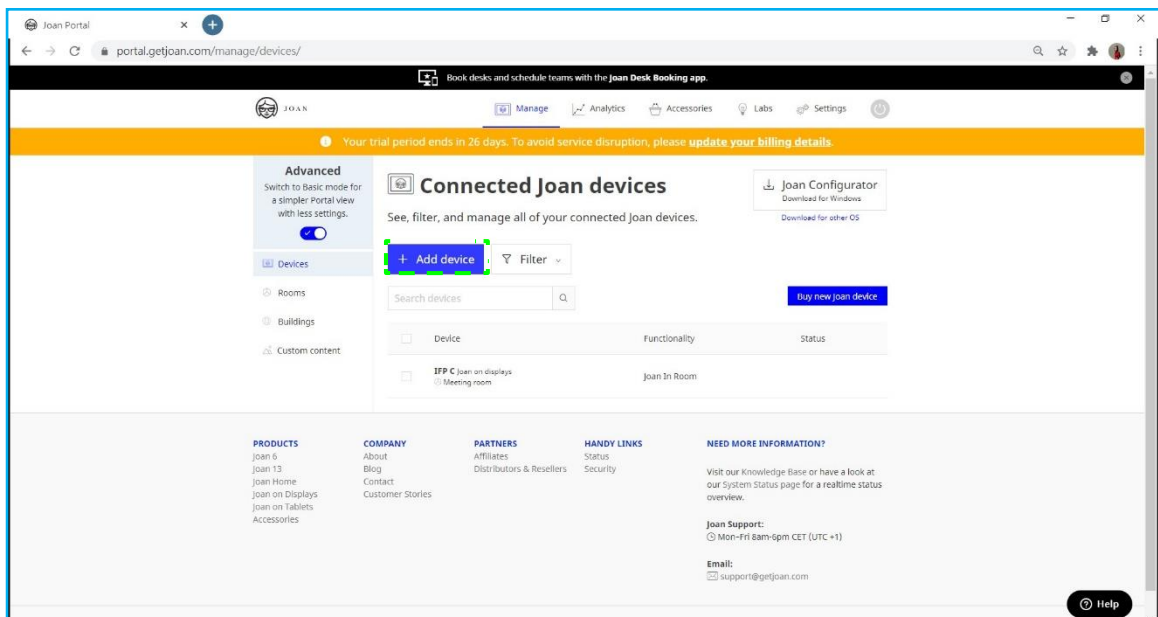 Joan Portal
portal.getjoan.com/manage/devices/
Book desks and schedule teams with the Joan Desk Booking app.
JOAN
Manage
Analytics
Accessories
Labs
Settings
Your trial period ends in 26 days. To avoid service disruption, please update your billing details.
Advanced
Switch to Basic mode for
a simpler Portal view
with less settings.
Devices
Rooms
Buildings
Custom content
Connected Joan devices
See, filter, and manage all of your connected Joan devices.
Joan Configurator
Download for Windows
Download for other OS
+ Add device
Filter
Search devices
Buy new Joan device
Device Functionality Status
IFP C Joan on displays
Meeting room
Joan In Room
PRODUCTS
Joan 6
Joan 13
Joan Home
Joan on Displays
Joan on Tablets
Accessories
COMPANY
About
Blog
Contact
Customer Stories
PARTNERS
Affiliates
Distributors & Resellers
HANDY LINKS
Status
Security
NEED MORE INFORMATION?
Visit our Knowledge Base or have a look at
our System Status page for a realtime status
overview.
Joan Support:
Mon-Fri 8am-6pm CET (UTC +1)
Email:
support@getjoan.com
Help